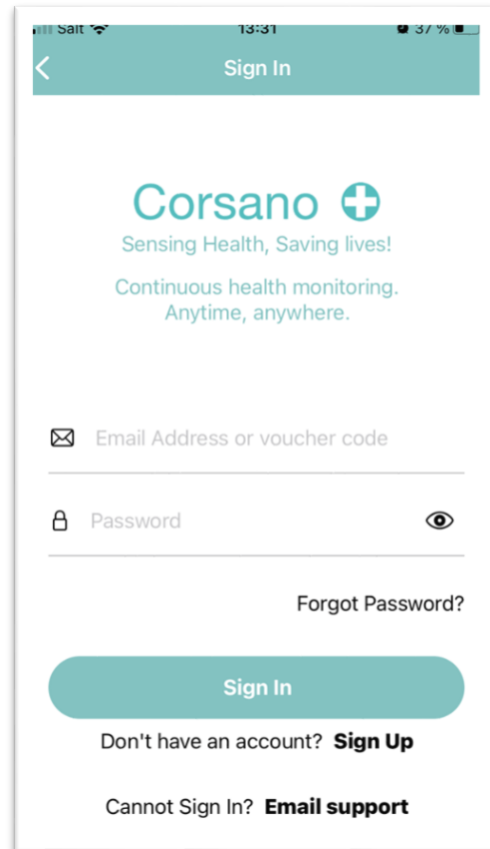 Salt 13:31 37 %
Sign In
Corsano
Sensing Health, Saving lives!
Continuous health monitoring.
Anytime, anywhere.
Email Address or voucher code
Password
Forgot Password?
Sign In
Don't have an account? Sign Up
Cannot Sign In? Email support